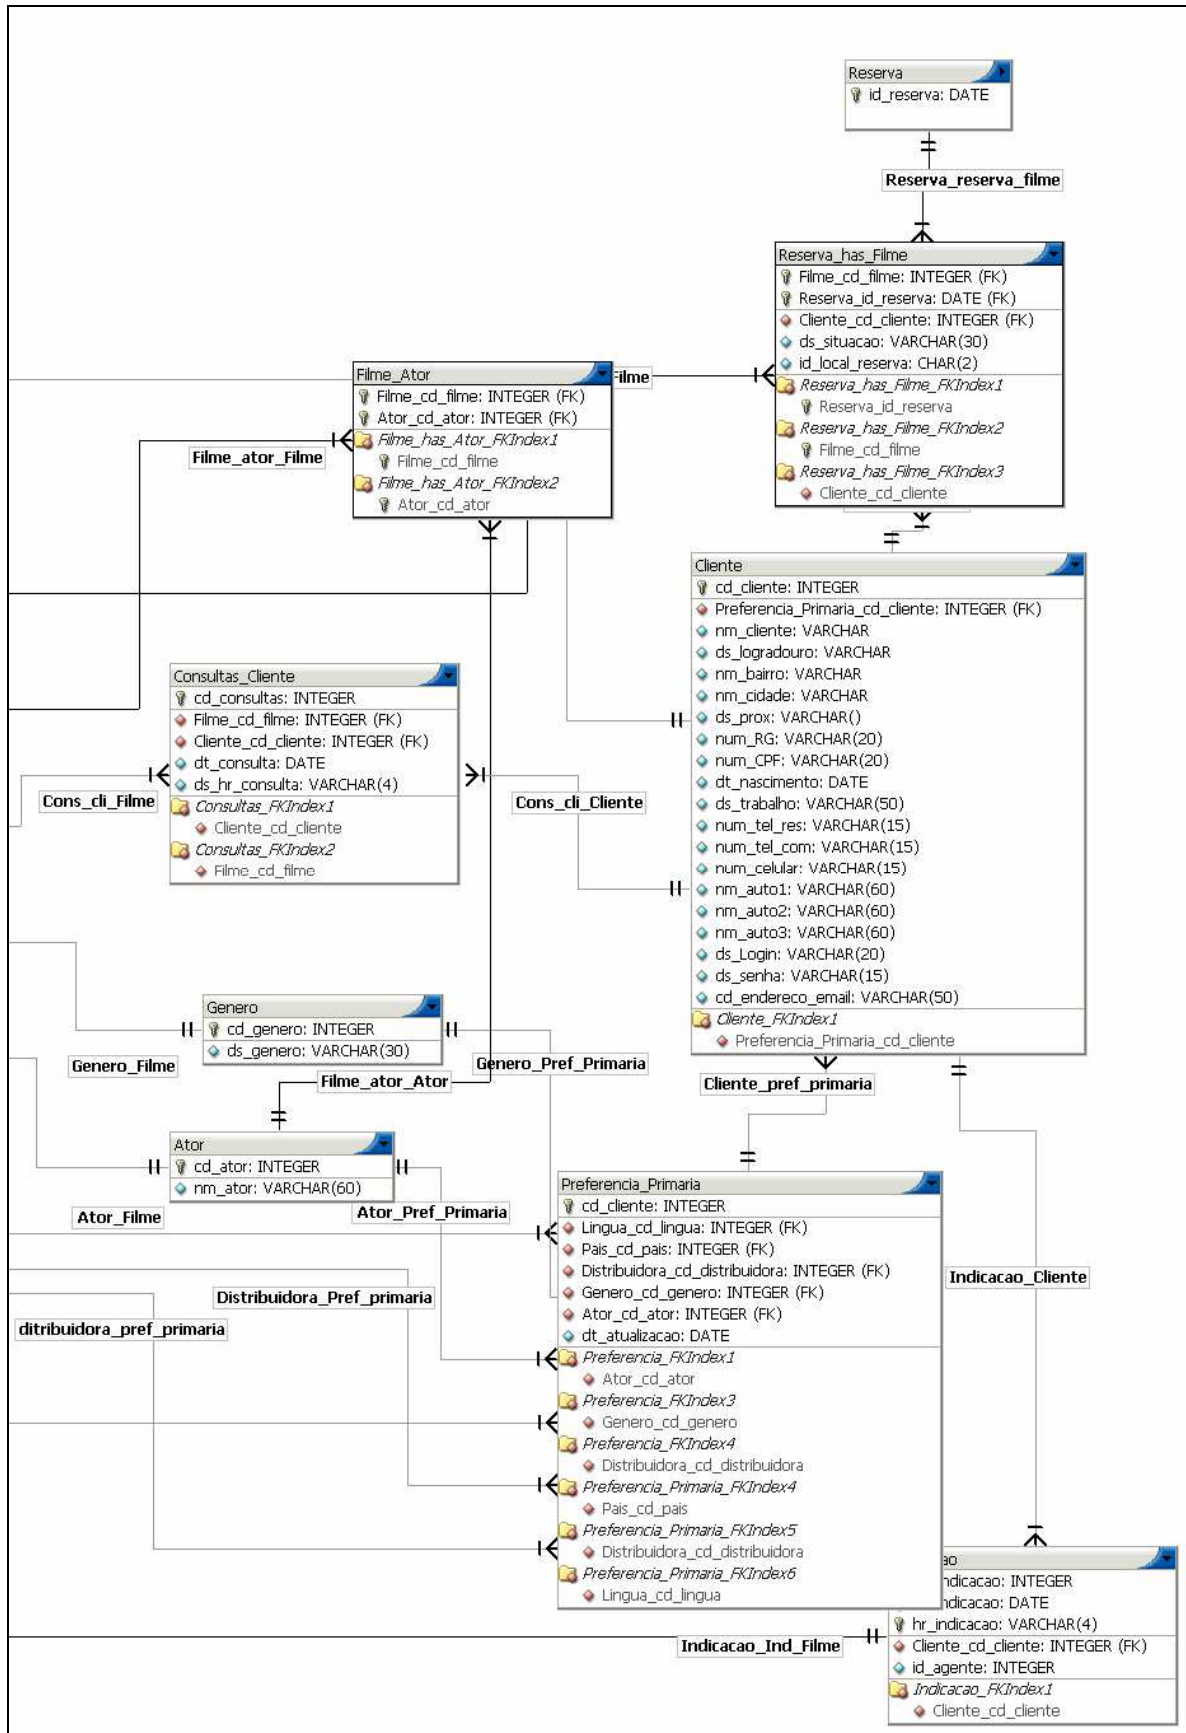 Reserva
id_reserva: DATE
Reserva_reserva_filme
Reserva_has_Filme
Filme_cd_filme: INTEGER (FK)
Reserva_id_reserva: DATE (FK)
Cliente_cd_cliente: INTEGER (FK)
ds_situacao: VARCHAR(30)
id_local_reserva: CHAR(2)
Reserva_has_Filme_FKIndex1
Reserva_id_reserva
Reserva_has_Filme_FKIndex2
Filme_cd_filme
Reserva_has_Filme_FKIndex3
Cliente_cd_cliente
Filme_Ator
Filme_cd_filme: INTEGER (FK)
Ator_cd_ator: INTEGER (FK)
Filme_has_Ator_FKIndex1
Filme_cd_filme
Filme_has_Ator_FKIndex2
Ator_cd_ator
Filme
Filme_ator_Filme
Cliente
cd_cliente: INTEGER
Preferencia_Primaria_cd_cliente: INTEGER (FK)
nm_cliente: VARCHAR
ds_logradouro: VARCHAR
nm_bairro: VARCHAR
nm_cidade: VARCHAR
ds_prox: VARCHAR()
num_RG: VARCHAR(20)
num_CPF: VARCHAR(20)
dt_nascimento: DATE
ds_trabalho: VARCHAR(50)
num_tel_res: VARCHAR(15)
num_tel_com: VARCHAR(15)
num_celular: VARCHAR(15)
nm_auto1: VARCHAR(60)
nm_auto2: VARCHAR(60)
nm_auto3: VARCHAR(60)
ds_Login: VARCHAR(20)
ds_senha: VARCHAR(15)
cd_endereco_email: VARCHAR(50)
Cliente_FKIndex1
Preferencia_Primaria_cd_cliente
Consultas_Cliente
cd_consultas: INTEGER
Filme_cd_filme: INTEGER (FK)
Cliente_cd_cliente: INTEGER (FK)
dt_consulta: DATE
ds_hr_consulta: VARCHAR(4)
Consultas_FKIndex1
Cliente_cd_cliente
Consultas_FKIndex2
Filme_cd_filme
Cons_cli_Filme
Cons_cli_Cliente
Genero
cd_genero: INTEGER
ds_genero: VARCHAR(30)
Genero_Filme
Genero_Pref_Primaria
Filme_ator_Ator
Cliente_pref_primaria
Ator
cd_ator: INTEGER
nm_ator: VARCHAR(60)
Ator_Filme
Ator_Pref_Primaria
Preferencia_Primaria
cd_cliente: INTEGER
Lingua_cd_lingua: INTEGER (FK)
Pais_cd_pais: INTEGER (FK)
Distribuidora_cd_distribuidora: INTEGER (FK)
Genero_cd_genero: INTEGER (FK)
Ator_cd_ator: INTEGER (FK)
dt_atualizacao: DATE
Preferencia_FKIndex1
Ator_cd_ator
Preferencia_FKIndex3
Genero_cd_genero
Preferencia_FKIndex4
Distribuidora_cd_distribuidora
Preferencia_Primaria_FKIndex4
Pais_cd_pais
Preferencia_Primaria_FKIndex5
Distribuidora_cd_distribuidora
Preferencia_Primaria_FKIndex6
Lingua_cd_lingua
Distribuidora_Pref_primaria
ditribuidora_pref_primaria
Indicacao_Cliente
ao
ndicacao: INTEGER
ndicacao: DATE
hr_indicacao: VARCHAR(4)
Cliente_cd_cliente: INTEGER (FK)
id_agente: INTEGER
Indicacao_FKIndex1
Cliente_cd_cliente
Indicacao_Ind_Filme